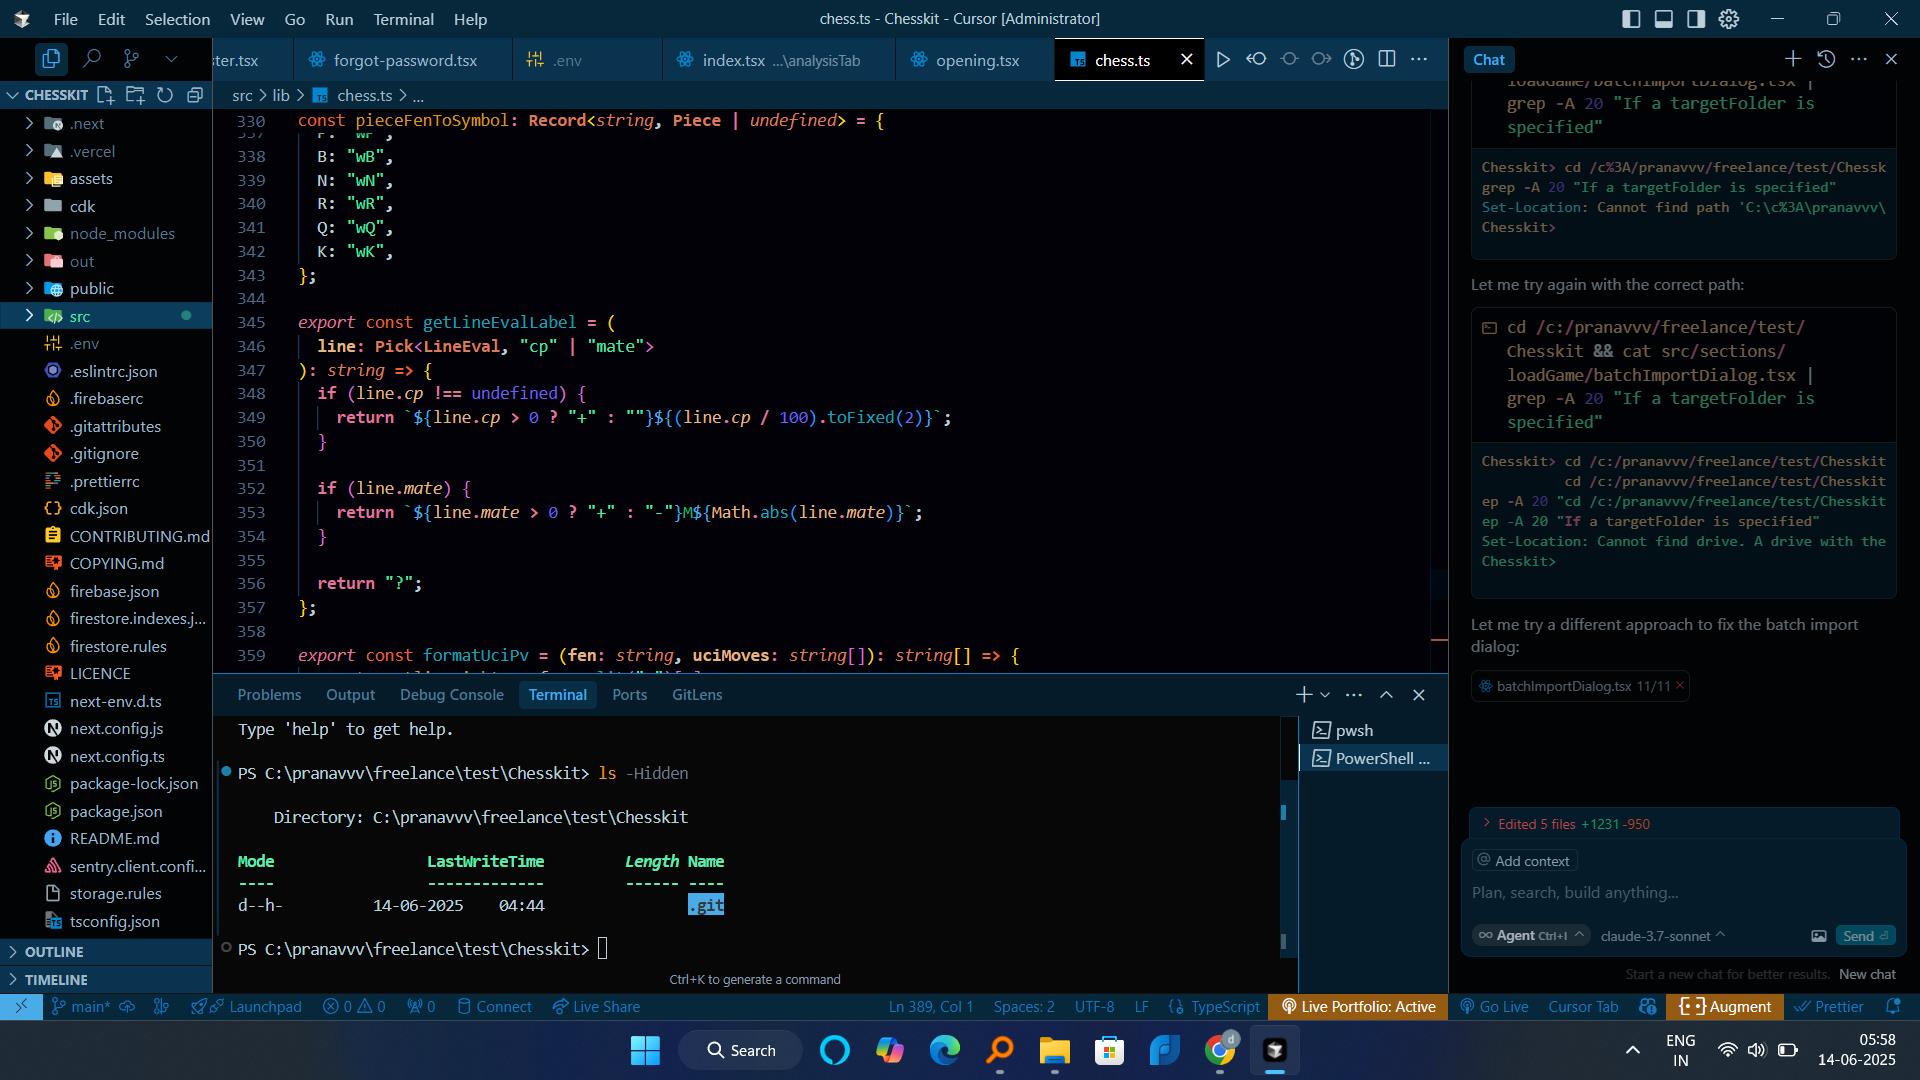 File Edit Selection View Go Run Terminal Help
chess.ts - Chesskit - Cursor [Administrator]
ster.tsx
forgot-password.tsx
.env
index.tsx ...\analysisTab
opening.tsx
chess.ts
src > lib > chess.ts > ...
CHESSKIT
.next
.vercel
assets
cdk
node_modules
out
public
src
.env
.eslintrc.json
.firebaserc
.gitattributes
.gitignore
.prettierrc
cdk.json
CONTRIBUTING.md
COPYING.md
firebase.json
firestore.indexes.j...
firestore.rules
LICENCE
next-env.d.ts
next.config.js
next.config.ts
package-lock.json
package.json
README.md
sentry.client.confi...
storage.rules
tsconfig.json
OUTLINE
TIMELINE
330 const pieceFenToSymbol: Record<string, Piece | undefined> = {
337 P: "wP",
338 B: "wB",
339 N: "wN",
340 R: "wR",
341 Q: "wQ",
342 K: "wK",
343 };
344
345 export const getLineEvalLabel = (
346 line: Pick<LineEval, "cp" | "mate">
347 ): string => {
348 if (line.cp !== undefined) {
349 return `${line.cp > 0 ? "+" : ""}${(line.cp / 100).toFixed(2)}`;
350 }
351
352 if (line.mate) {
353 return `${line.mate > 0 ? "+" : "-"}M${Math.abs(line.mate)}`;
354 }
355
356 return "?";
357 };
358
359 export const formatUciPv = (fen: string, uciMoves: string[]): string[] => {
Problems Output Debug Console Terminal Ports GitLens
Type 'help' to get help.
PS C:\pranavvv\freelance\test\Chesskit> ls -Hidden
Directory: C:\pranavvv\freelance\test\Chesskit
Mode LastWriteTime Length Name
---- ------------- ------ ----
d--h- 14-06-2025 04:44 .git
PS C:\pranavvv\freelance\test\Chesskit>
Ctrl+K to generate a command
pwsh
PowerShell ...
Chat
loadGame/batchImportDialog.tsx |
grep -A 20 "If a targetFolder is
specified"
Chesskit> cd /c%3A/pranavvv/freelance/test/Chessk
grep -A 20 "If a targetFolder is specified"
Set-Location: Cannot find path 'C:\c%3A\pranavvv\
Chesskit>
Let me try again with the correct path:
cd /c:/pranavvv/freelance/test/
Chesskit && cat src/sections/
loadGame/batchImportDialog.tsx |
grep -A 20 "If a targetFolder is
specified"
Chesskit> cd /c:/pranavvv/freelance/test/Chesskit
cd /c:/pranavvv/freelance/test/Chesskit
ep -A 20 "cd /c:/pranavvv/freelance/test/Chesskit
ep -A 20 "If a targetFolder is specified"
Set-Location: Cannot find drive. A drive with the
Chesskit>
Let me try a different approach to fix the batch import
dialog:
batchImportDialog.tsx 11/11
Edited 5 files +1231 -950
@ Add context
Plan, search, build anything...
Agent Ctrl+I claude-3.7-sonnet Send
Start a new chat for better results. New chat
main* Launchpad 0 0 0 Connect Live Share Ln 389, Col 1 Spaces: 2 UTF-8 LF TypeScript Live Portfolio: Active Go Live Cursor Tab Augment Prettier
Search
ENG
IN
05:58
14-06-2025